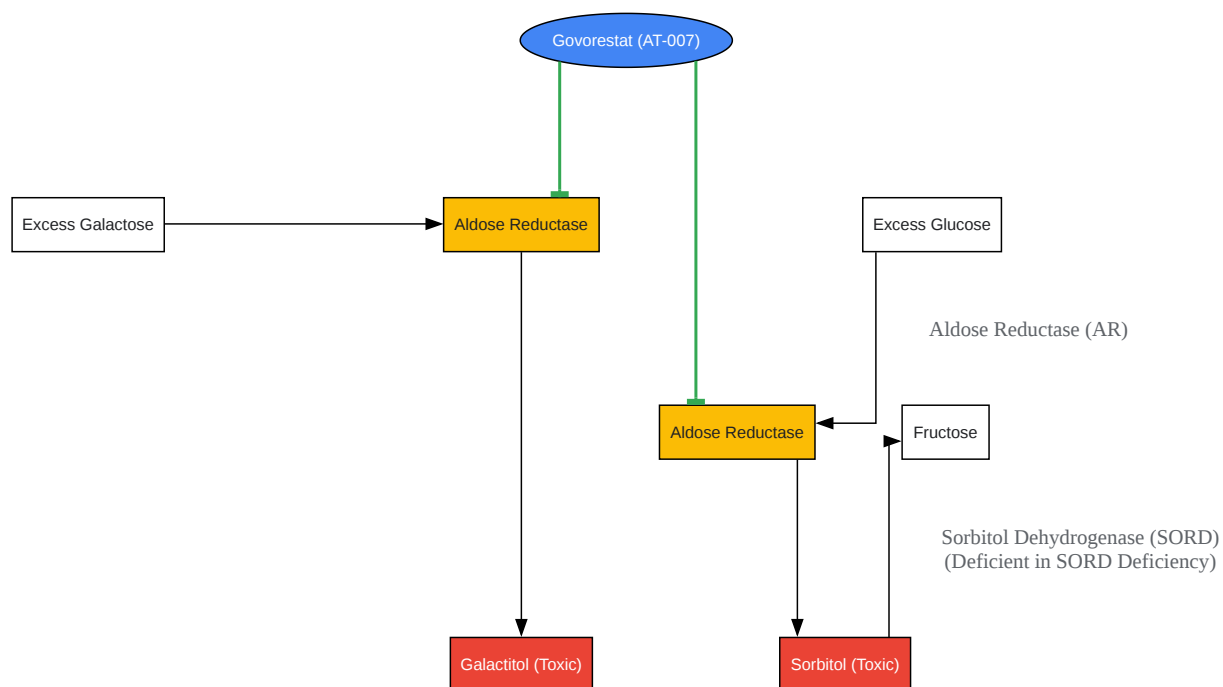 Govorestat (AT-007)
Excess Galactose
Aldose Reductase
Excess Glucose
Aldose Reductase (AR)
Aldose Reductase
Fructose
Sorbitol Dehydrogenase (SORD)
(Deficient in SORD Deficiency)
Galactitol (Toxic)
Sorbitol (Toxic)